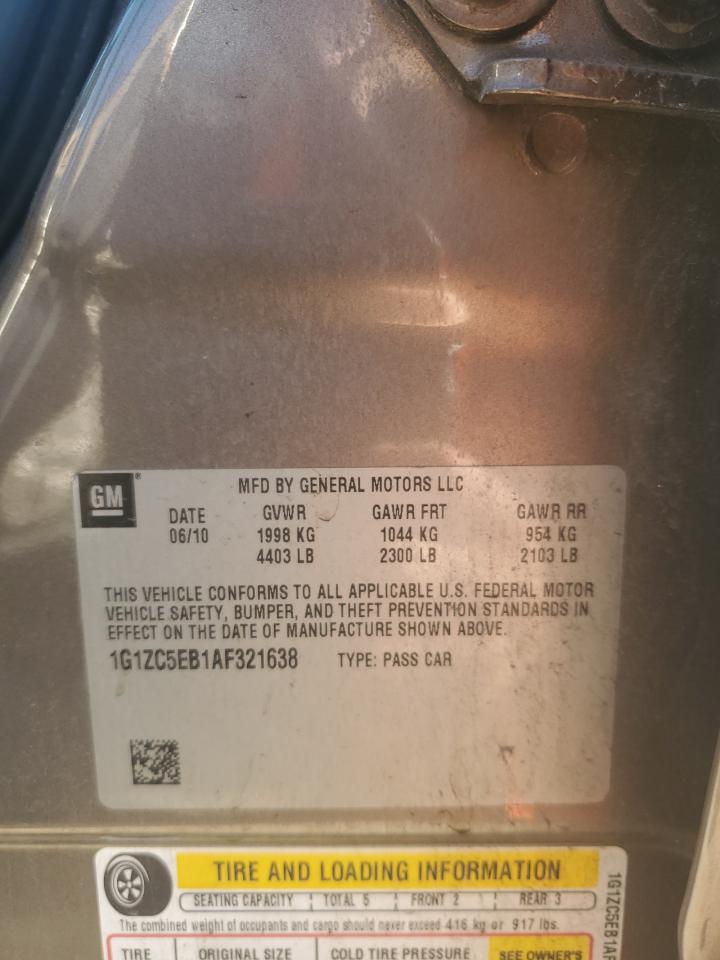 GM
MFD BY GENERAL MOTORS LLC
DATE GVWR GAWR FRT GAWR RR
06/10 1998 KG 1044 KG 954 KG
4403 LB 2300 LB 2103 LB
THIS VEHICLE CONFORMS TO ALL APPLICABLE U.S. FEDERAL MOTOR
VEHICLE SAFETY, BUMPER, AND THEFT PREVENTION STANDARDS IN
EFFECT ON THE DATE OF MANUFACTURE SHOWN ABOVE.
1G1ZC5EB1AF321638 TYPE: PASS CAR
TIRE AND LOADING INFORMATION
SEATING CAPACITY TOTAL 5 FRONT 2 REAR 3
The combined weight of occupants and cargo should never exceed 416 kg or 917 lbs.
TIRE ORIGINAL SIZE COLD TIRE PRESSURE SEE OWNER'S
1G1ZC5EB1AF